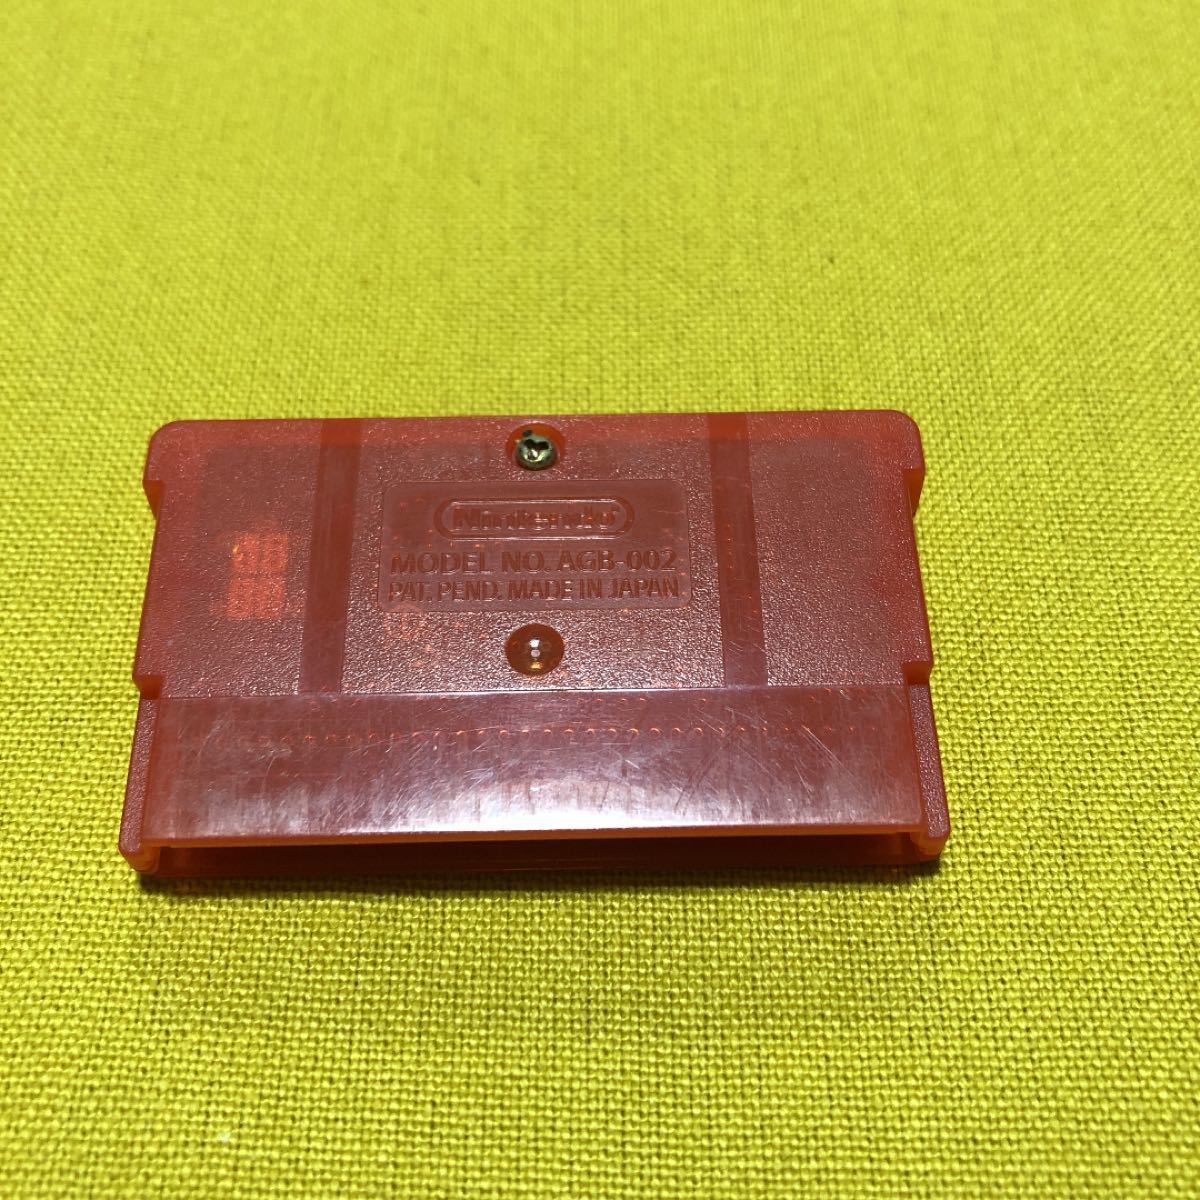 Nintendo
MODEL NO. AGB-002
PAT. PEND. MADE IN JAPAN